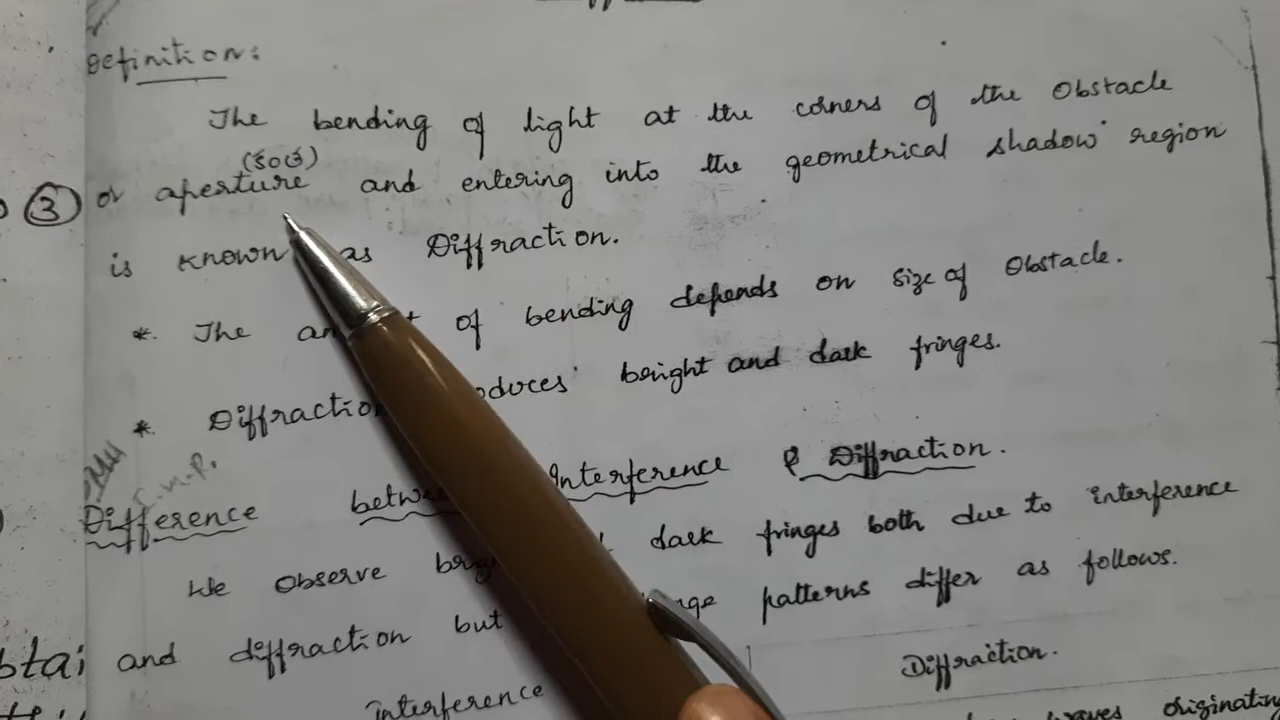 Definition:
The bending of light at the corners of the Obstacle
(కంత)
③ or aperture and entering into the geometrical shadow region
is known as Diffraction.
*. The of bending depends on size of Obstacle.
* Diffraction bright and dark fringes.
I.M.P.
Difference between Interference & Diffraction.
We Observe dark fringes both due to interference
and diffraction but patterns differ as follows.
Interference Diffraction.
waves originating